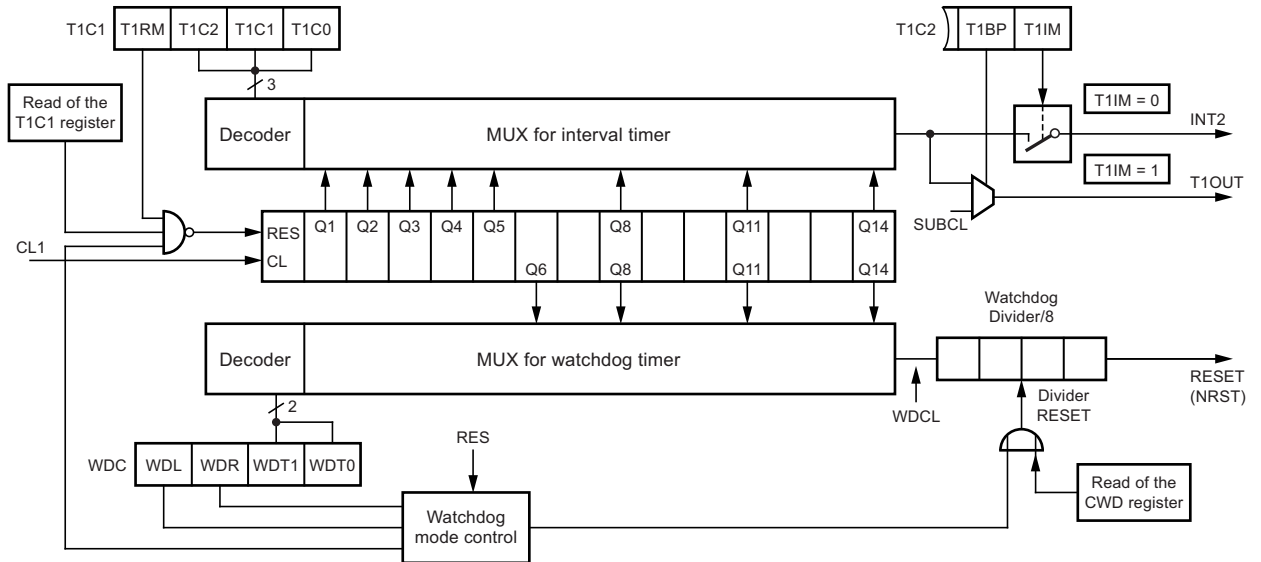 T1C1 T1RM T1C2 T1C1 T1C0
T1C2 T1BP T1IM
3
Read of the
T1C1 register
Decoder MUX for interval timer
T1IM = 0
INT2
T1IM = 1
T1OUT
SUBCL
RES Q1 Q2 Q3 Q4 Q5 Q8 Q11 Q14
CL1
CL
Q6 Q8 Q11 Q14
Watchdog
Divider/8
Decoder MUX for watchdog timer
RESET
(NRST)
WDCL
Divider
RESET
2
RES
WDC WDL WDR WDT1 WDT0
Read of the
CWD register
Watchdog
mode control